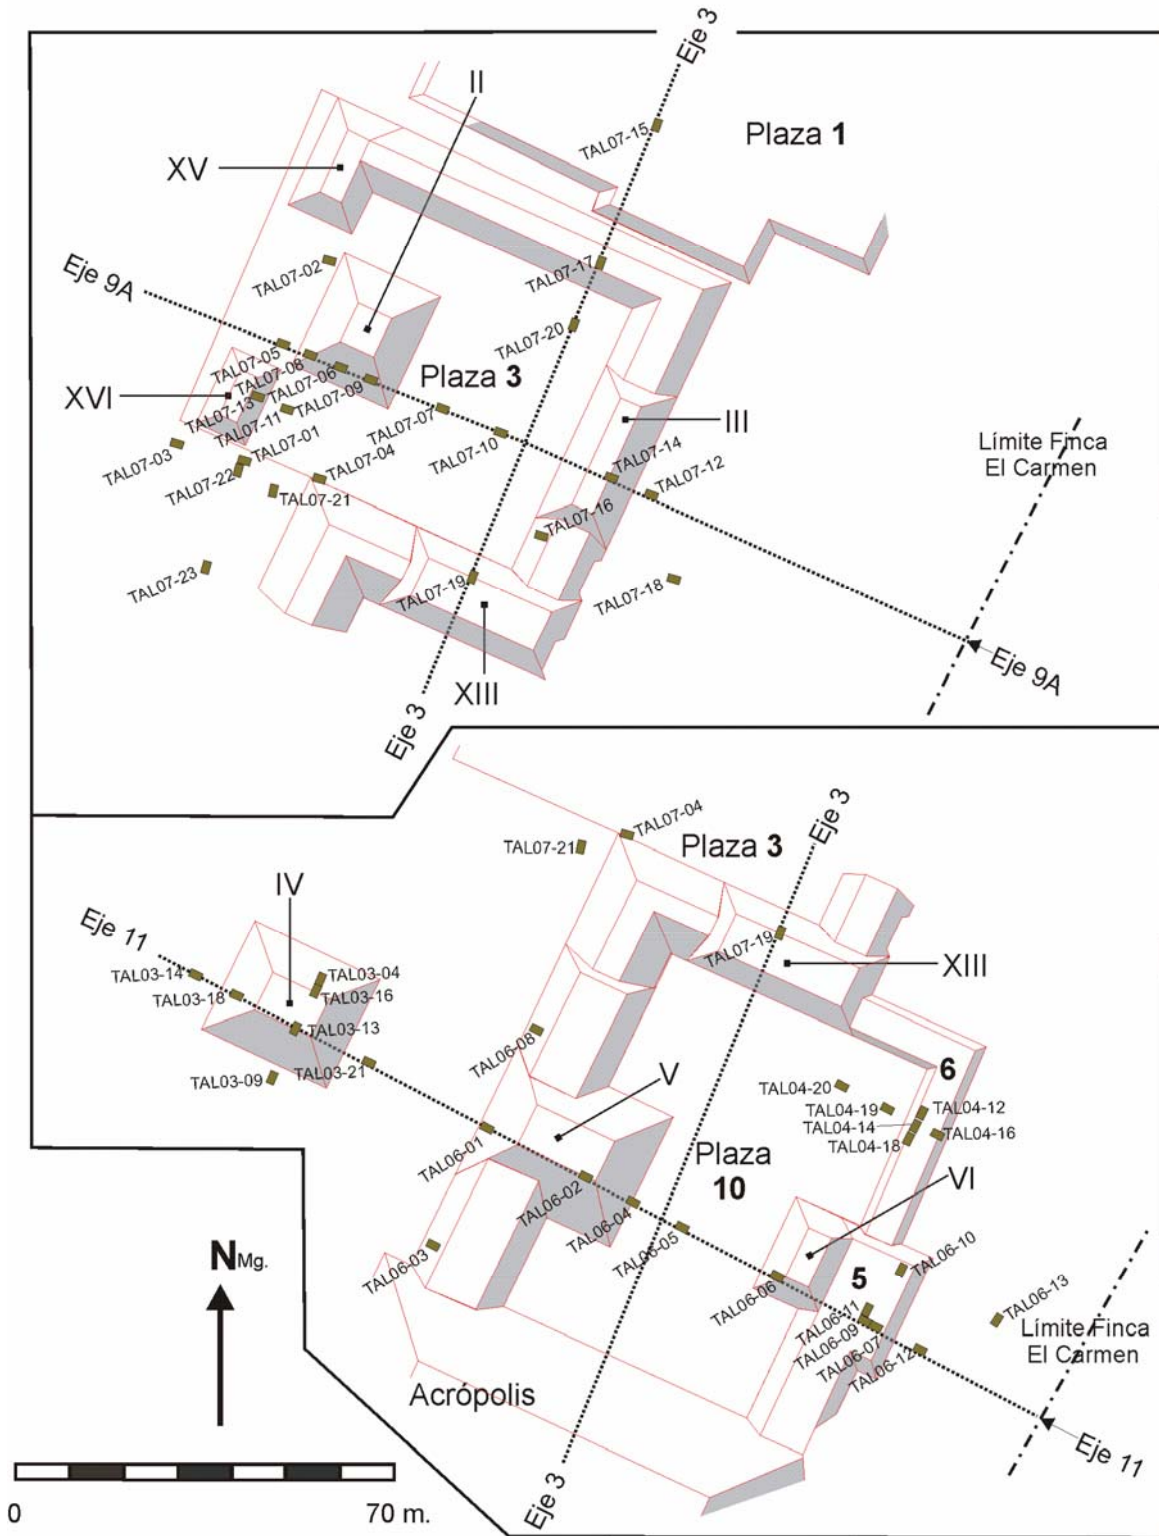 Eje 3
II
TAL07-15
Plaza 1
XV
TAL07-02
TAL07-17
Eje 9A
TAL07-20
TAL07-05
TAL07-08
TAL07-06
Plaza 3
XVI
TAL07-13
TAL07-09
TAL07-11
TAL07-07
III
TAL07-10
Límite Finca
El Carmen
TAL07-03
TAL07-01
TAL07-22
TAL07-04
TAL07-14
TAL07-12
TAL07-21
TAL07-16
TAL07-23
TAL07-19
TAL07-18
XIII
Eje 9A
Eje 3
Eje 3
TAL07-04
TAL07-21
Plaza 3
IV
Eje 11
TAL07-19
XIII
TAL03-14
TAL03-04
TAL03-18
TAL03-16
TAL03-13
TAL06-08
TAL03-21
TAL03-09
V
6
TAL04-20
TAL04-19
TAL04-12
TAL04-14
TAL04-16
TAL04-18
TAL06-01
Plaza
10
VI
TAL06-02
TAL06-04
TAL06-05
TAL06-03
TAL06-06
5
TAL06-10
TAL06-11
TAL06-09
TAL06-07
TAL06-12
TAL06-13
Límite Finca
El Carmen
NMg.
Acrópolis
Eje 11
Eje 3
0
70 m.